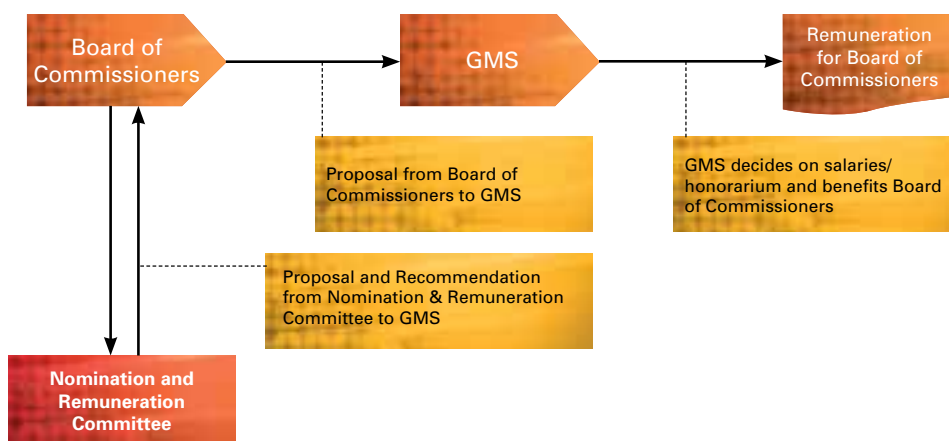 Board of
Commissioners
GMS
Remuneration
for Board of
Commissioners
Proposal from Board of
Commissioners to GMS
GMS decides on salaries/
honorarium and benefits Board
of Commissioners
Proposal and Recommendation
from Nomination & Remuneration
Committee to GMS
Nomination and
Remuneration
Committee